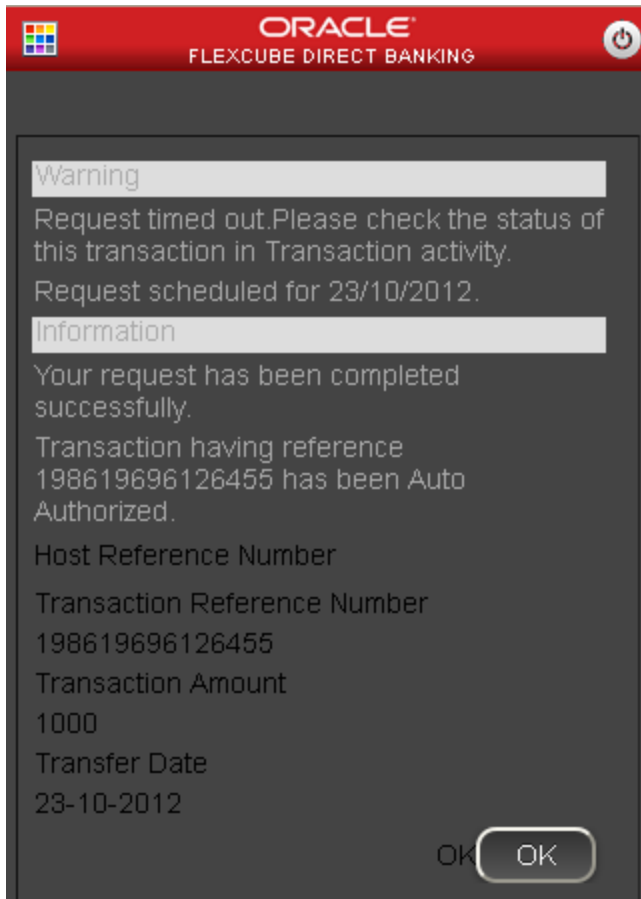 ORACLE
FLEXCUBE DIRECT BANKING
Warning
Request timed out.Please check the status of
this transaction in Transaction activity.
Request scheduled for 23/10/2012.
Information
Your request has been completed
successfully.
Transaction having reference
198619696126455 has been Auto
Authorized.
Host Reference Number
Transaction Reference Number
198619696126455
Transaction Amount
1000
Transfer Date
23-10-2012
OK OK